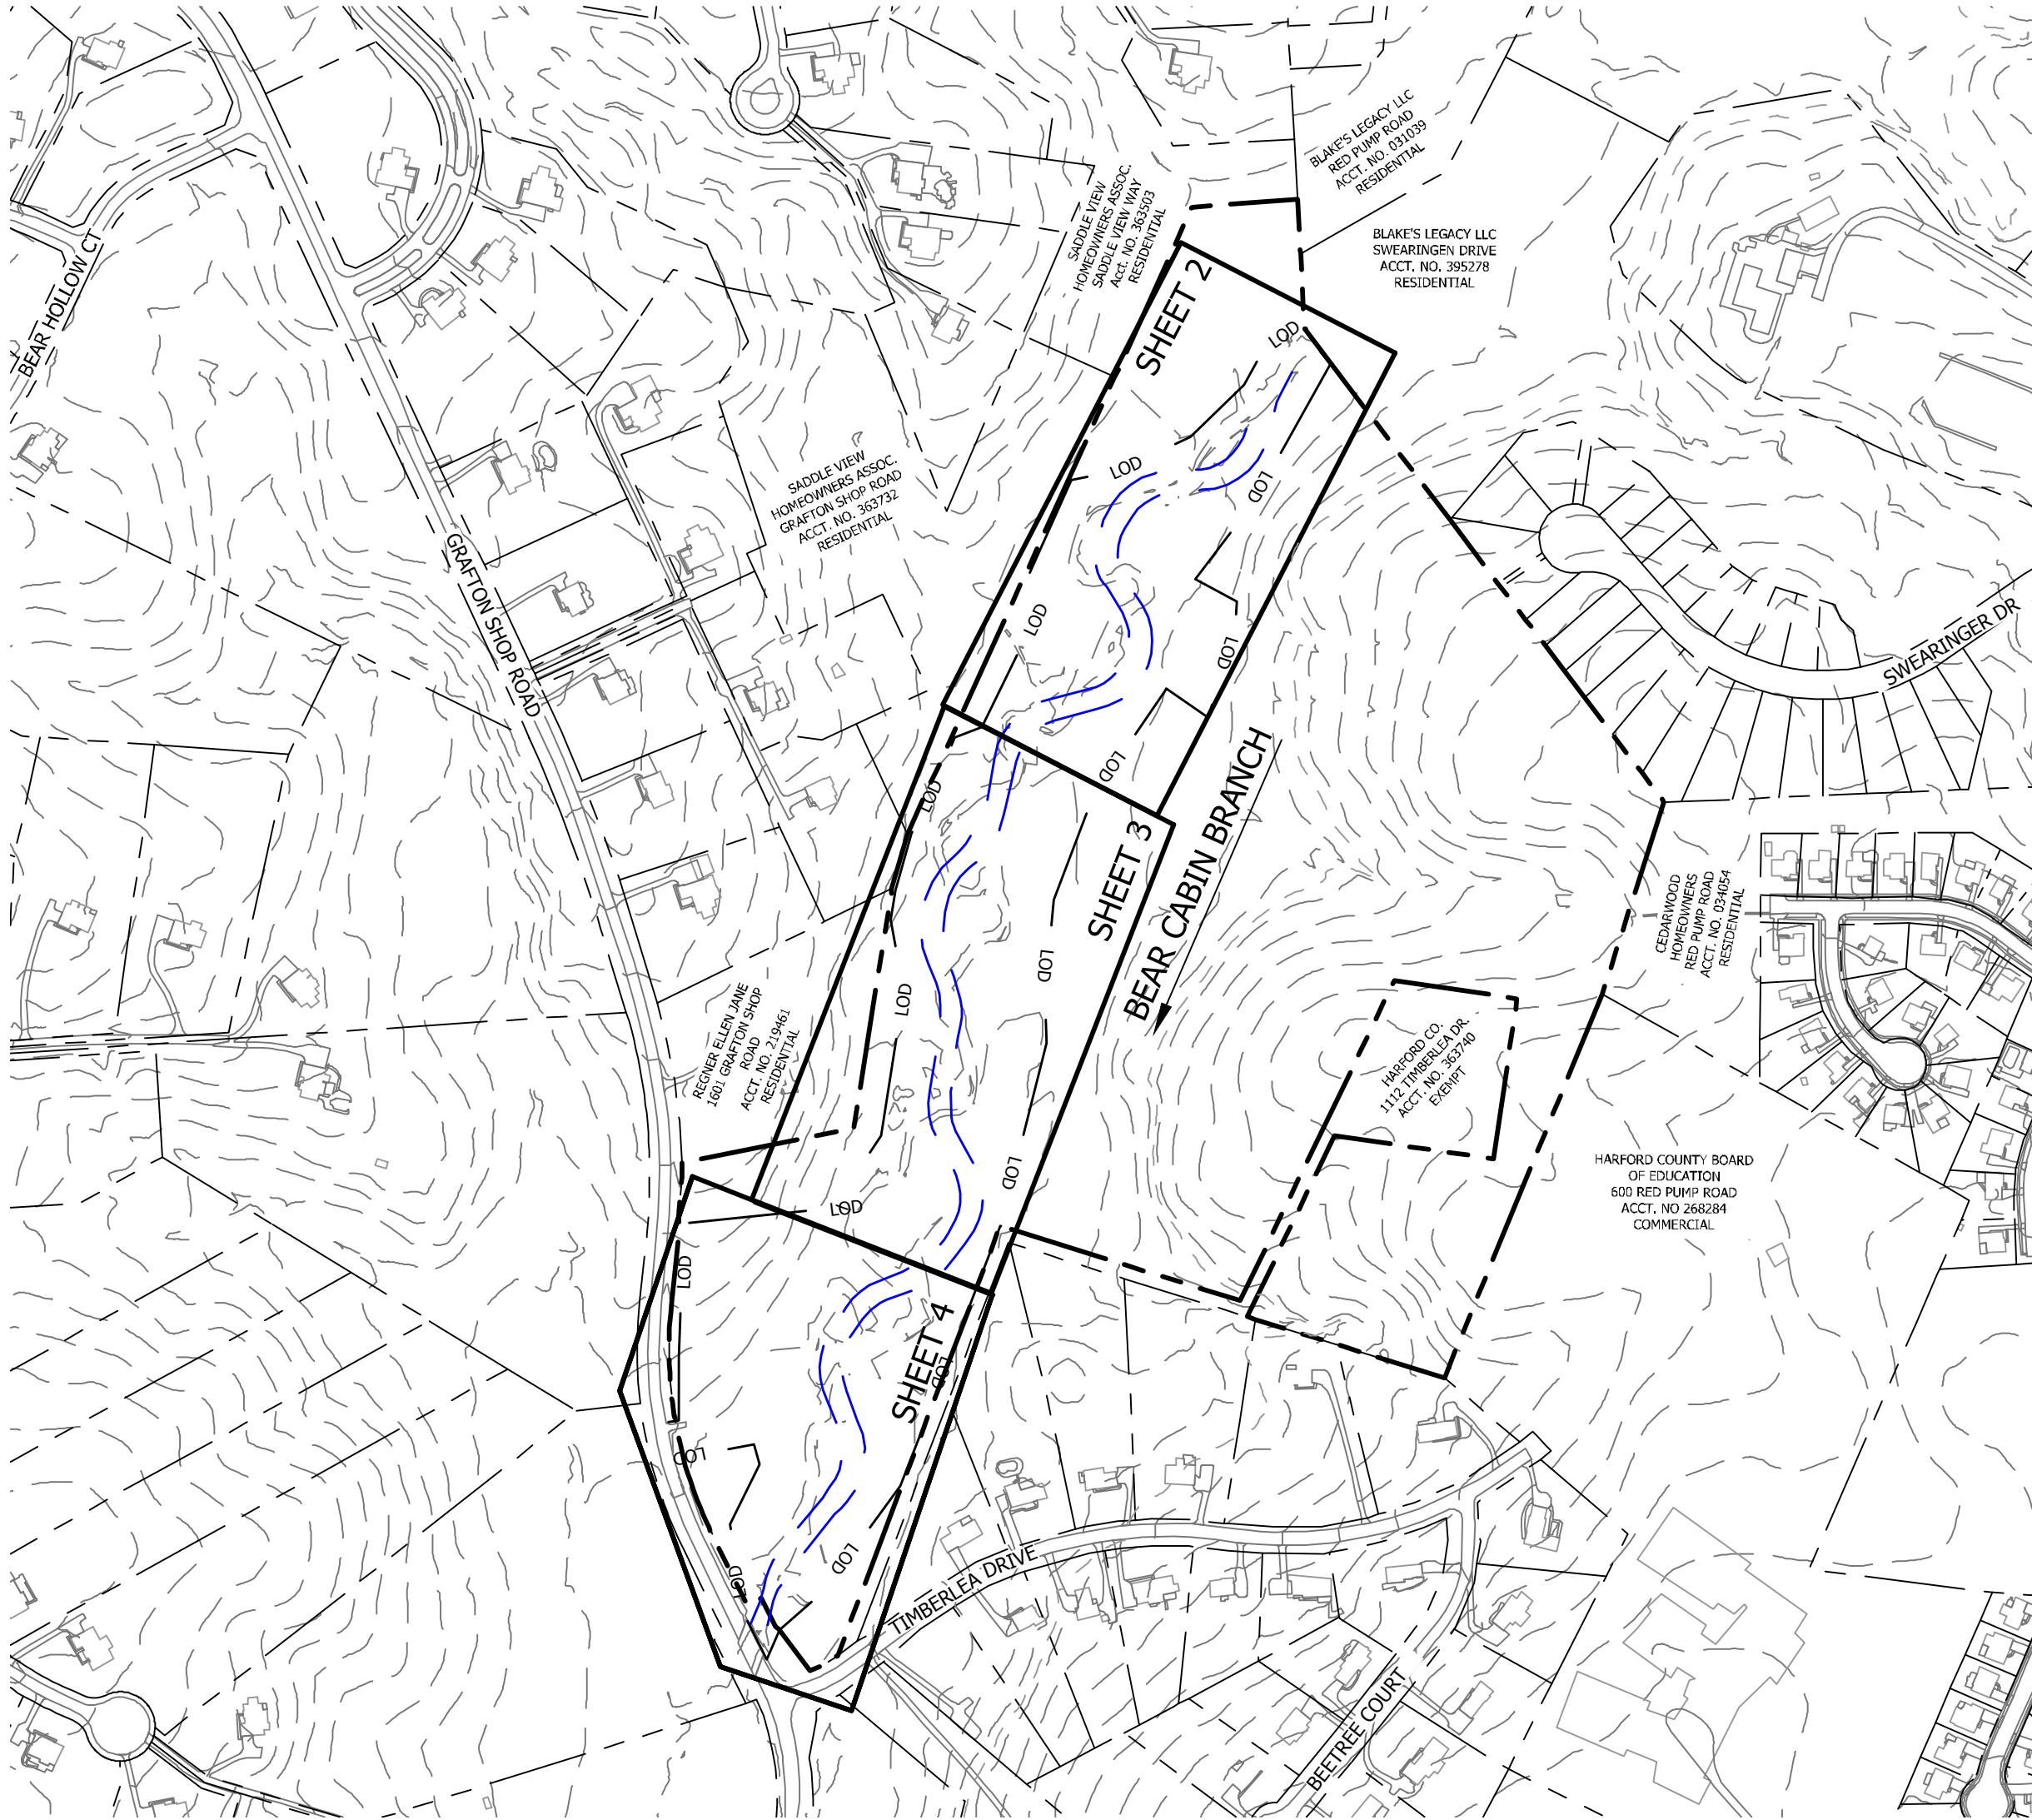 BLAKE'S LEGACY LLC
RED PUMP ROAD
ACCT. NO. 031039
RESIDENTIAL
SADDLE VIEW
HOMEOWNERS ASSOC.
SADDLE VIEW WAY
Acct. NO. 363503
RESIDENTIAL
BLAKE'S LEGACY LLC
SWEARINGEN DRIVE
ACCT. NO. 395278
RESIDENTIAL
BEAR HOLLOW CT
SHEET 2
LOD
LOD
LOD
SADDLE VIEW
HOMEOWNERS ASSOC.
GRAFTON SHOP ROAD
ACCT. NO. 363732
RESIDENTIAL
GRAFTON SHOP ROAD
LOD
LOD
SWEARINGER DR
LOD
LOD
SHEET 3
BEAR CABIN BRANCH
CEDARWOOD
HOMEOWNERS
RED PUMP ROAD
ACCT. NO. 034054
RESIDENTIAL
LOD
LOD
REGNER ELLEN JANE
1601 GRAFTON SHOP
ROAD
ACCT. NO. 219461
RESIDENTIAL
HARFORD CO.
1112 TIMBERLEA DR.
ACCT. NO. 363740
EXEMPT
LOD
LOD
HARFORD COUNTY BOARD
OF EDUCATION
600 RED PUMP ROAD
ACCT. NO 268284
COMMERCIAL
LOD
SHEET 4
LOD
LOD
LOD
LOD
TIMBERLEA DRIVE
BEETREE COURT